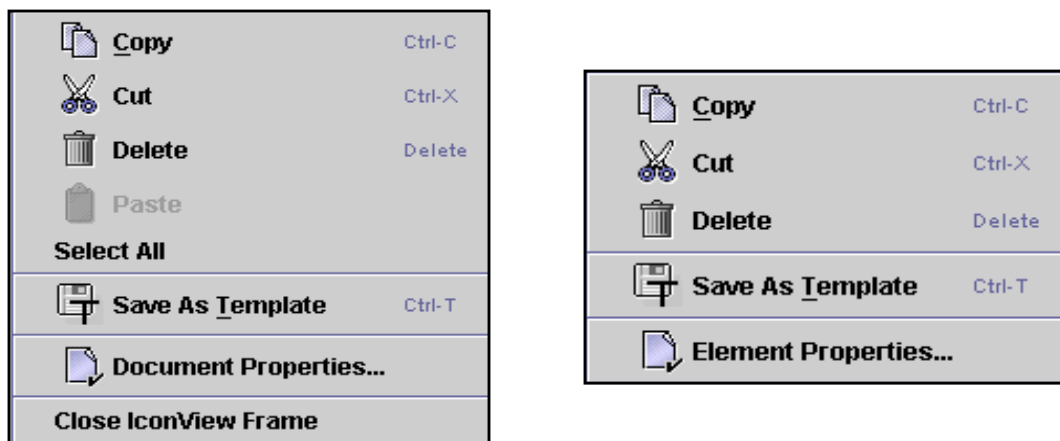 Copy Ctrl-C
Cut Ctrl-X
Delete Delete
Paste
Select All
Save As Template Ctrl-T
Document Properties...
Close IconView Frame
Copy Ctrl-C
Cut Ctrl-X
Delete Delete
Save As Template Ctrl-T
Element Properties...